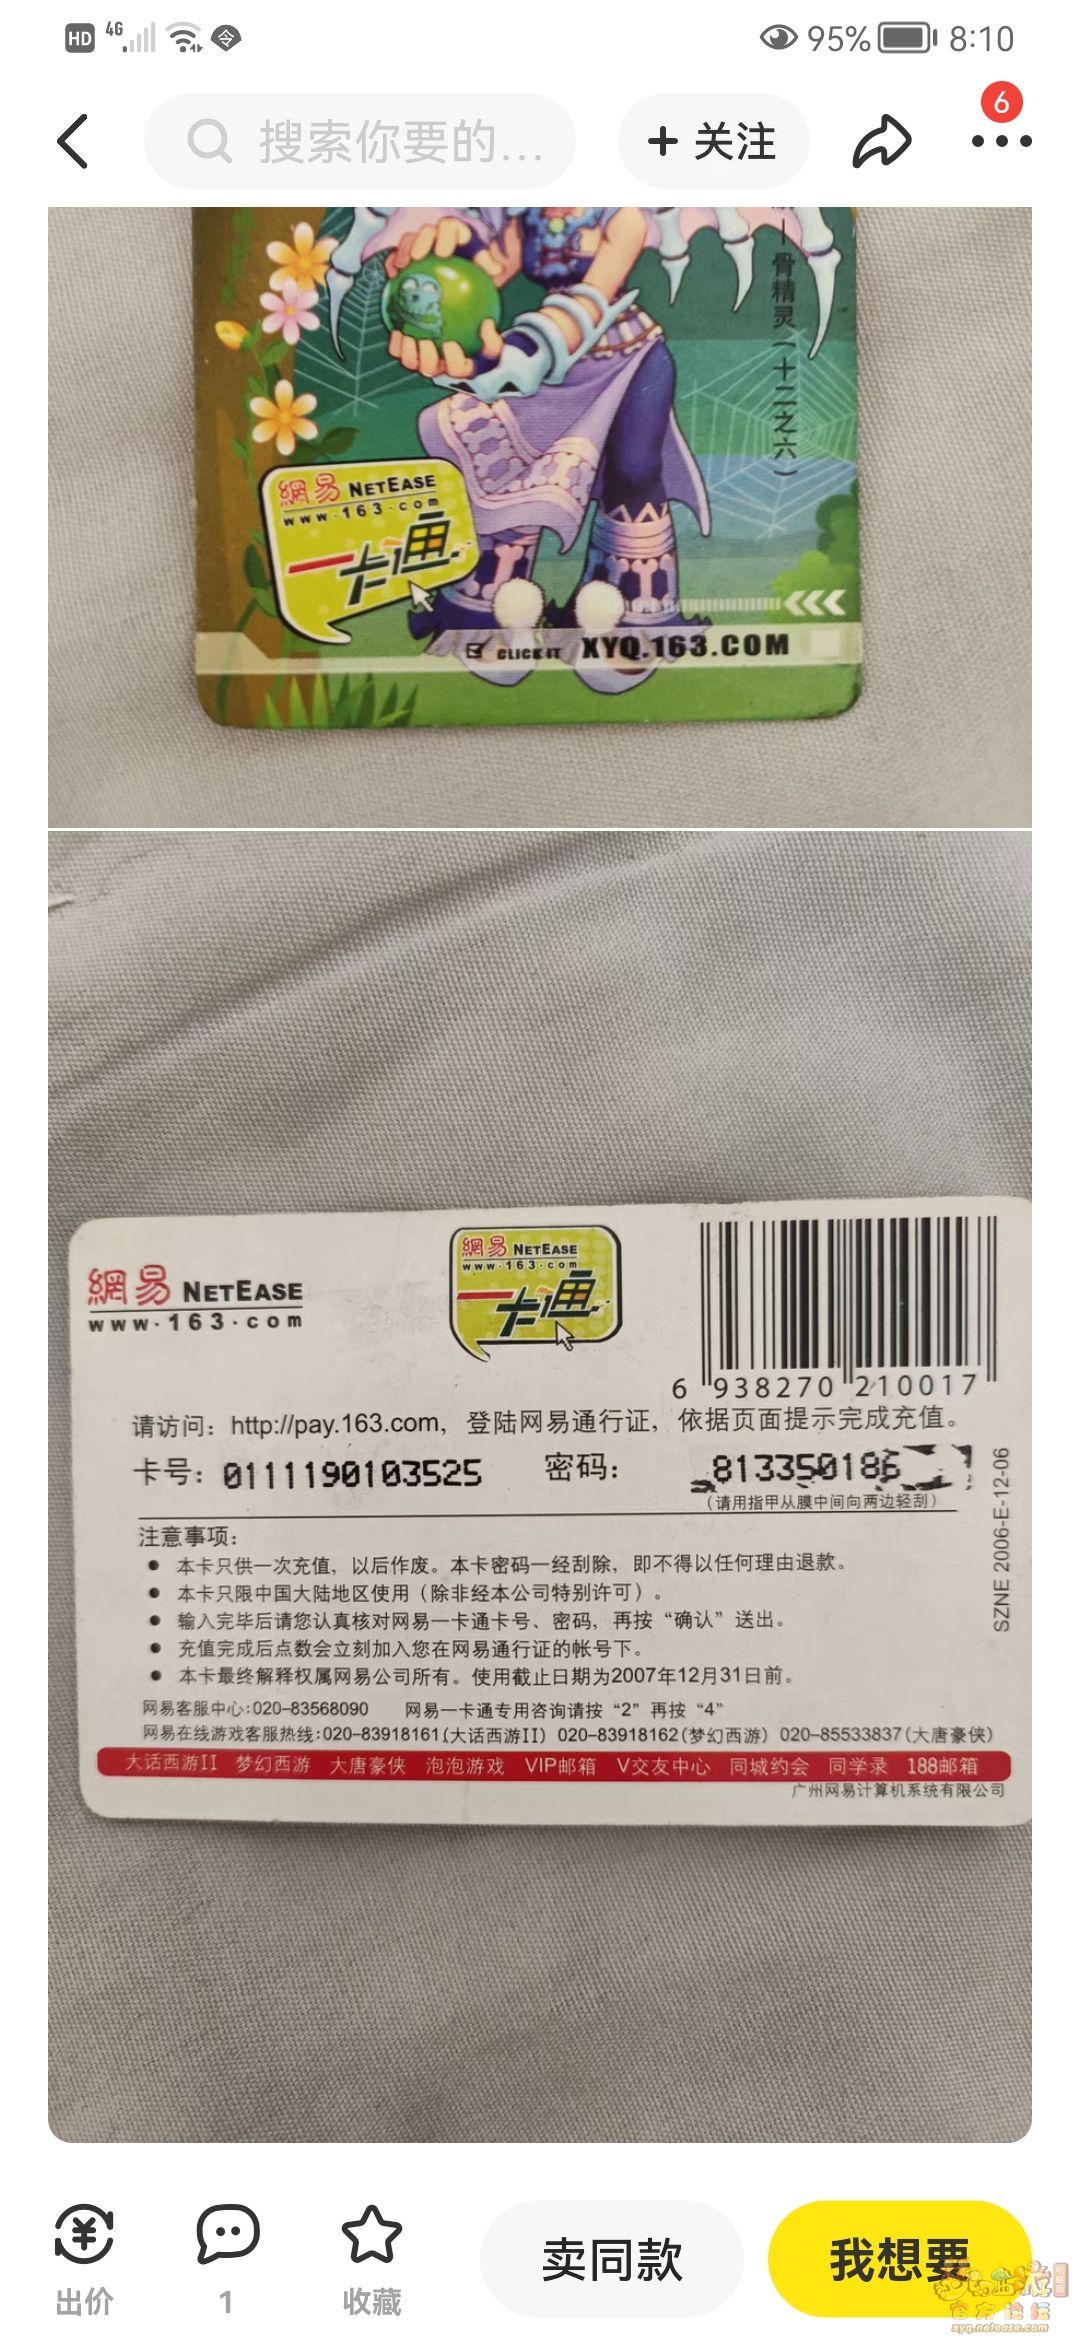 HD 4G 95% 8:10
搜索你要的... + 关注 6
骨精灵(十二之六)
網易 NETEASE
www.163.com
一卡通
CLICK IT XYQ.163.COM
網易 NETEASE
www.163.com
網易 NETEASE
www.163.com
一卡通
6 938270 210017
请访问：http://pay.163.com，登陆网易通行证，依据页面提示完成充值。
卡号：0111190103525 密码：813350186
（请用指甲从膜中间向两边轻刮）
SZNE 2006-E-12-06
注意事项：
● 本卡只供一次充值，以后作废。本卡密码一经刮除，即不得以任何理由退款。
● 本卡只限中国大陆地区使用（除非经本公司特别许可）。
● 输入完毕后请您认真核对网易一卡通卡号、密码，再按“确认”送出。
● 充值完成后点数会立刻加入您在网易通行证的帐号下。
● 本卡最终解释权属网易公司所有。使用截止日期为2007年12月31日前。
网易客服中心:020-83568090 网易一卡通专用咨询请按“2”再按“4”
网易在线游戏客服热线:020-83918161(大话西游II) 020-83918162(梦幻西游) 020-85533837(大唐豪侠)
大话西游II 梦幻西游 大唐豪侠 泡泡游戏 VIP邮箱 V交友中心 同城约会 同学录 188邮箱
广州网易计算机系统有限公司
出价 1 收藏 卖同款 我想要
梦幻西游 电脑版
官方论坛
xyq.netease.com